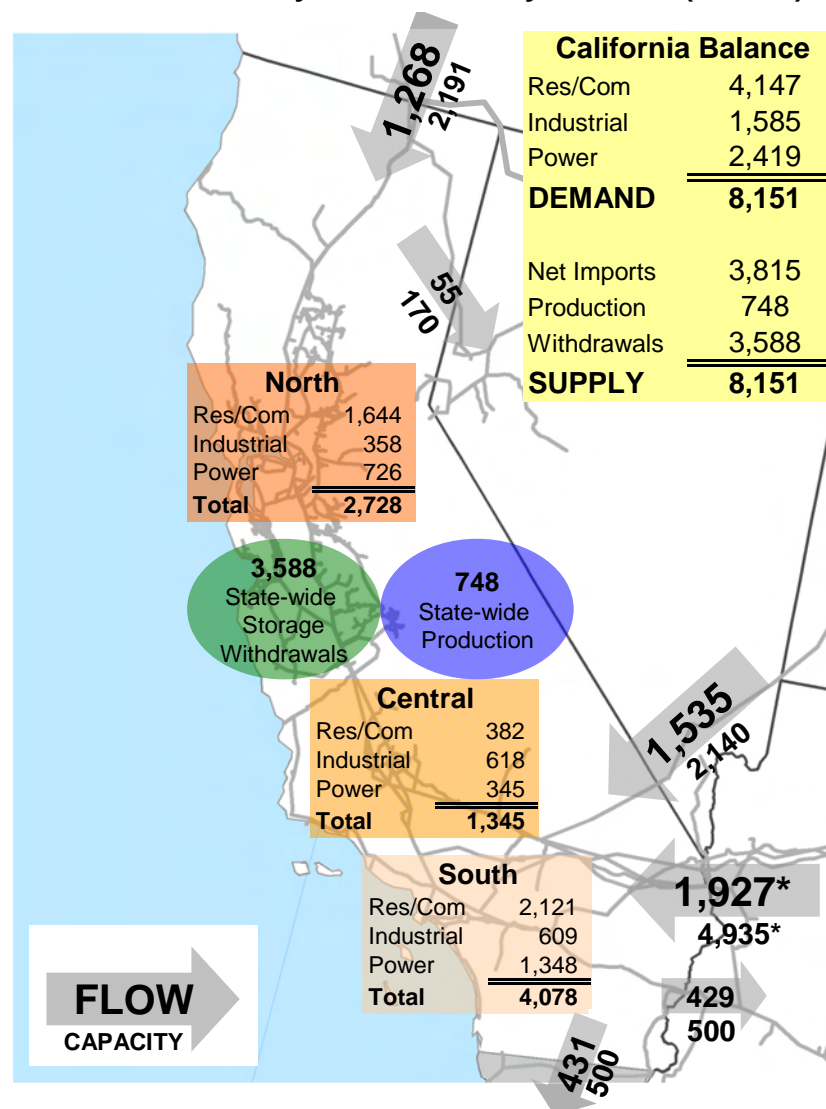 California Balance
Res/Com 4,147
Industrial 1,585
Power 2,419
DEMAND 8,151
Net Imports 3,815
Production 748
Withdrawals 3,588
SUPPLY 8,151
1,268
2,191
55
170
North
Res/Com 1,644
Industrial 358
Power 726
Total 2,728
3,588
State-wide
Storage
Withdrawals
748
State-wide
Production
Central
Res/Com 382
Industrial 618
Power 345
Total 1,345
1,535
2,140
South
Res/Com 2,121
Industrial 609
Power 1,348
Total 4,078
1,927*
4,935*
429
500
431
500
FLOW
CAPACITY